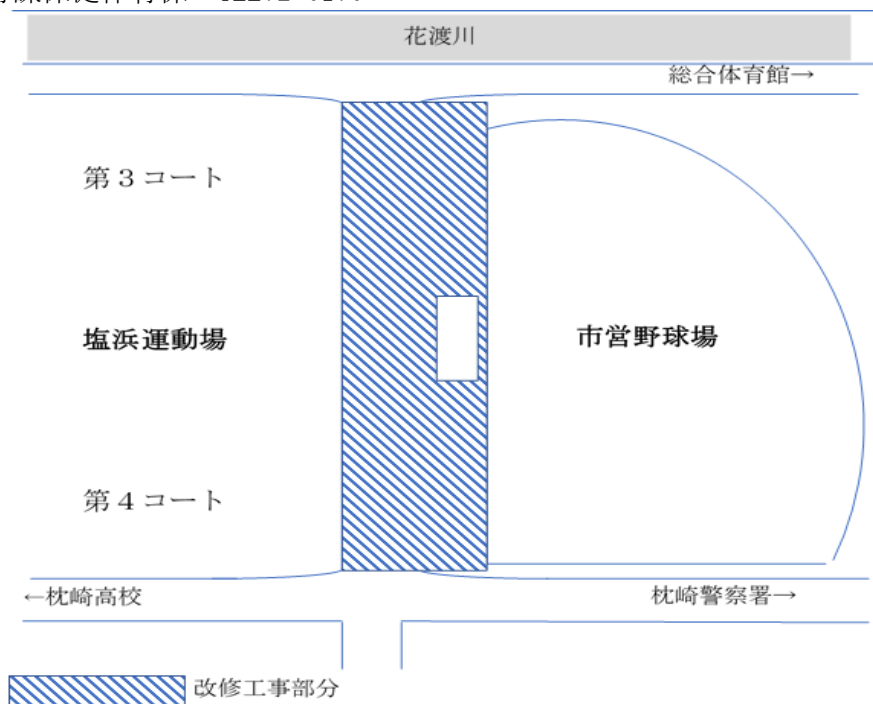 花渡川
総合体育館→
第3コート
塩浜運動場
市営野球場
第4コート
←枕崎高校
枕崎警察署→
改修工事部分